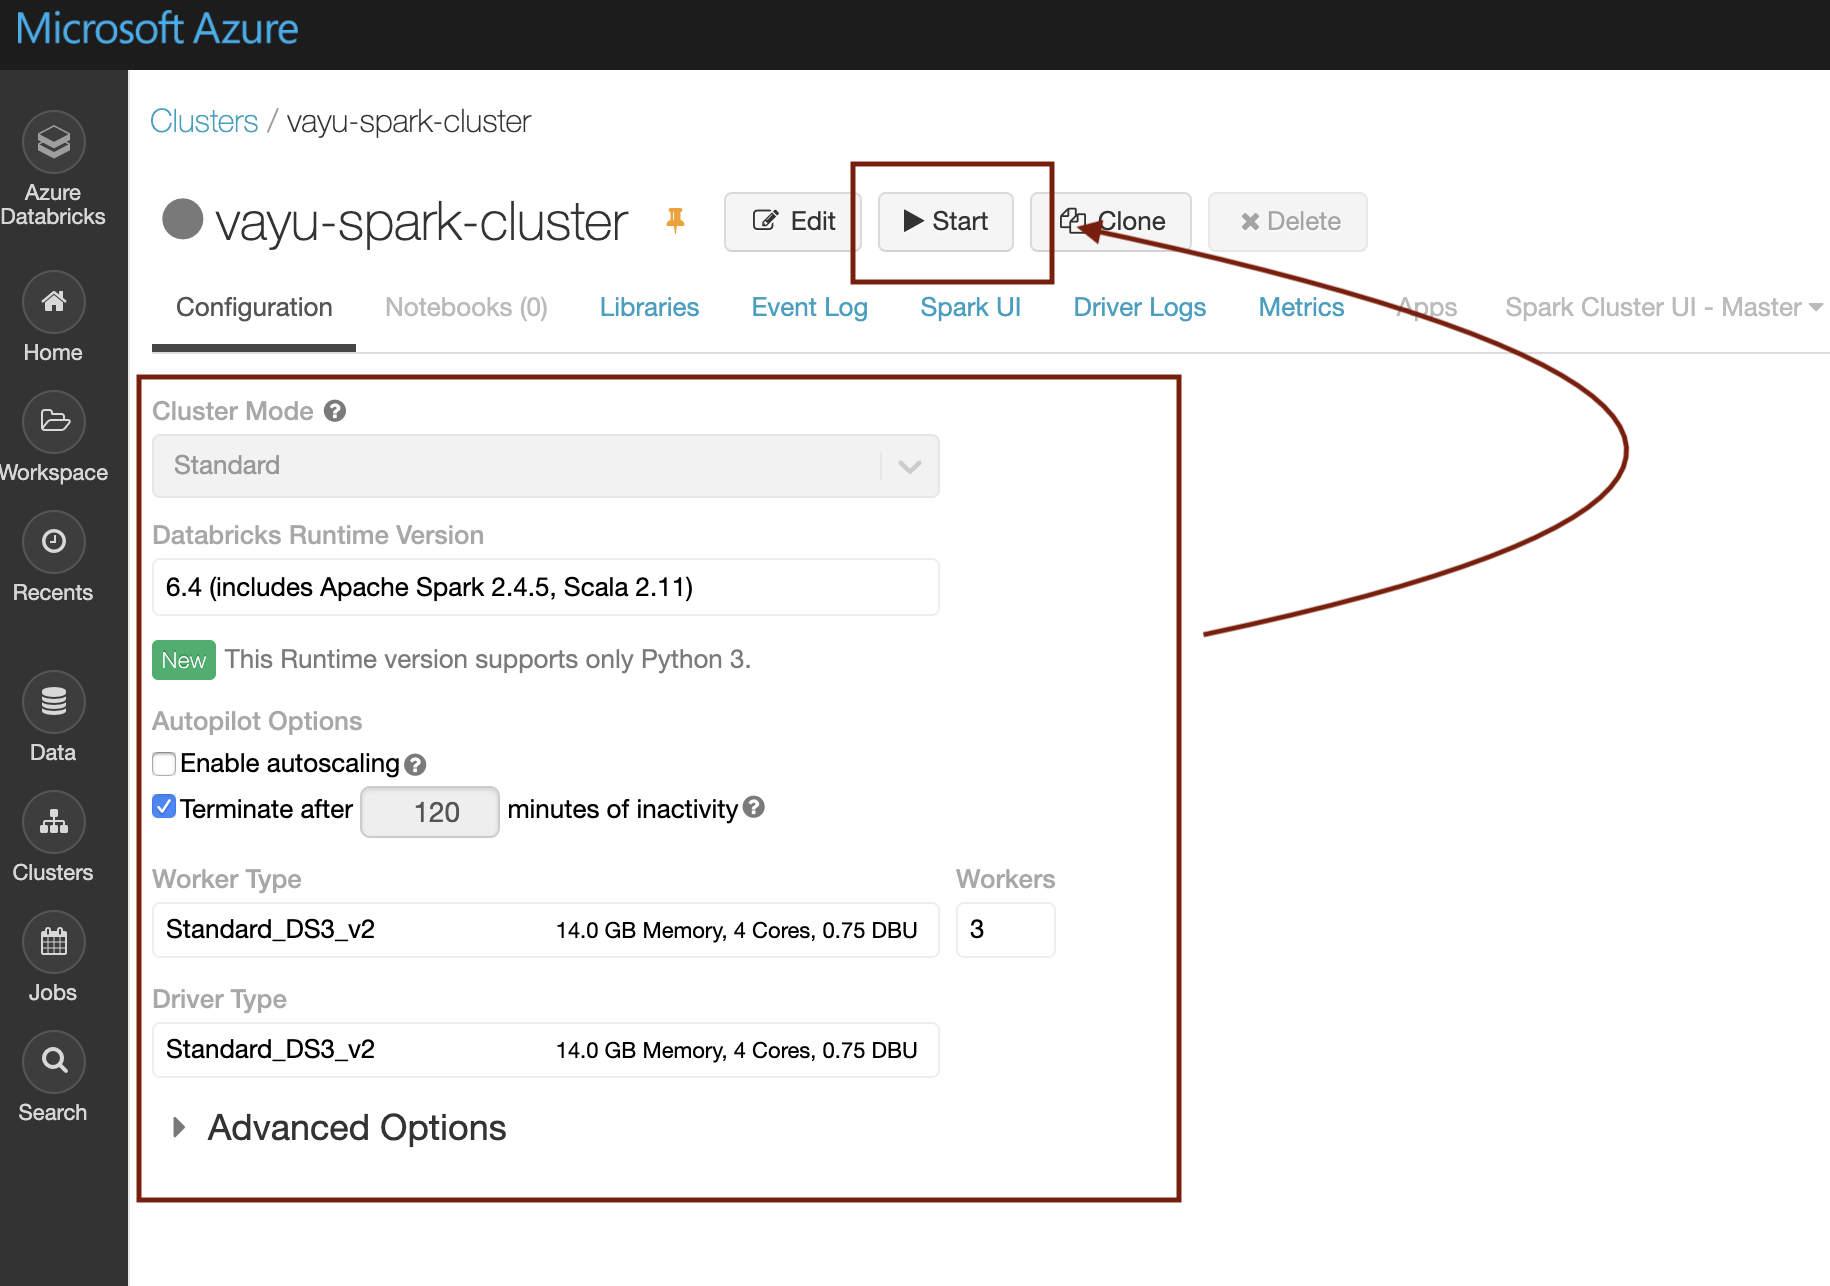 Microsoft Azure
Azure
Databricks
Home
Workspace
Recents
Data
Clusters
Jobs
Search
Clusters / vayu-spark-cluster
vayu-spark-cluster Edit Start Clone Delete
Configuration Notebooks (0) Libraries Event Log Spark UI Driver Logs Metrics Apps Spark Cluster UI - Master
Cluster Mode ?
Standard
Databricks Runtime Version
6.4 (includes Apache Spark 2.4.5, Scala 2.11)
New This Runtime version supports only Python 3.
Autopilot Options
Enable autoscaling ?
Terminate after 120 minutes of inactivity ?
Worker Type Workers
Standard_DS3_v2 14.0 GB Memory, 4 Cores, 0.75 DBU 3
Driver Type
Standard_DS3_v2 14.0 GB Memory, 4 Cores, 0.75 DBU
Advanced Options